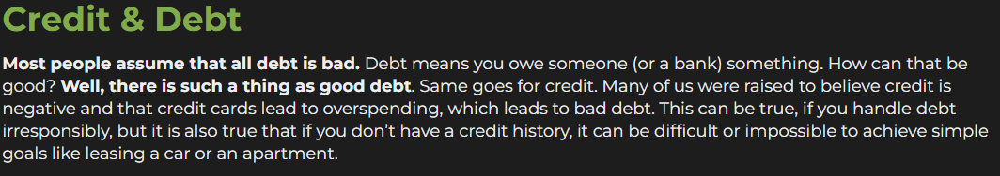 Credit & Debt
Most people assume that all debt is bad. Debt means you owe someone (or a bank) something. How can that be
good? Well, there is such a thing as good debt. Same goes for credit. Many of us were raised to believe credit is
negative and that credit cards lead to overspending, which leads to bad debt. This can be true, if you handle debt
irresponsibly, but it is also true that if you don’t have a credit history, it can be difficult or impossible to achieve simple
goals like leasing a car or an apartment.